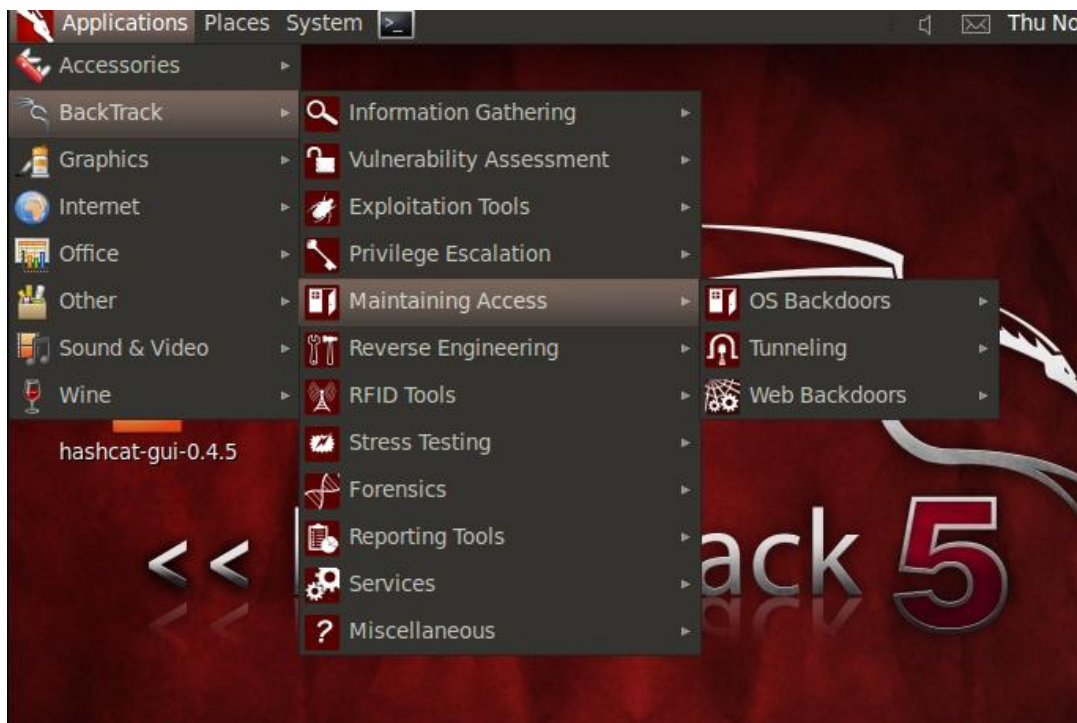 Applications Places System >_ Thu No
Accessories
BackTrack
Graphics
Internet
Office
Other
Sound & Video
Wine
Information Gathering
Vulnerability Assessment
Exploitation Tools
Privilege Escalation
Maintaining Access
Reverse Engineering
RFID Tools
Stress Testing
Forensics
Reporting Tools
Services
? Miscellaneous
OS Backdoors
Tunneling
Web Backdoors
hashcat-gui-0.4.5
<< ack 5